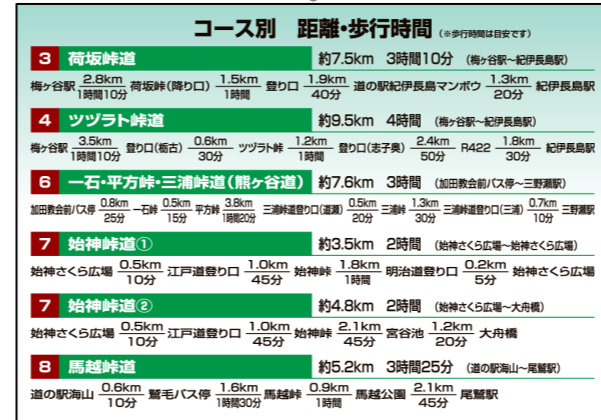 コース別 距離・歩行時間 (※歩行時間は目安です)
3 荷坂峠道 約7.5km 3時間10分 (梅ヶ谷駅〜紀伊長島駅)
梅ヶ谷駅 2.8km 1時間10分 荷坂峠(降り口) 1.5km 1時間 登り口 1.9km 40分 道の駅紀伊長島マンボウ 1.3km 20分 紀伊長島駅
4 ツヅラト峠道 約9.5km 4時間 (梅ヶ谷駅〜紀伊長島駅)
梅ヶ谷駅 3.5km 1時間10分 登り口(栃古) 0.6km 30分 ツヅラト峠 1.2km 1時間 登り口(志子奥) 2.4km 50分 R422 1.8km 30分 紀伊長島駅
6 一石・平方峠・三浦峠道(熊ヶ谷道) 約7.6km 3時間 (加田教会前バス停〜三野瀬駅)
加田教会前バス停 0.8km 25分 一石峠 0.5km 15分 平方峠 3.8km 1時間20分 三浦峠道登り口(道瀬) 0.5km 20分 三浦峠 1.3km 30分 三浦峠道登り口(三浦) 0.7km 10分 三野瀬駅
7 始神峠道① 約3.5km 2時間 (始神さくら広場〜始神さくら広場)
始神さくら広場 0.5km 10分 江戸道登り口 1.0km 45分 始神峠 1.8km 1時間 明治道登り口 0.2km 5分 始神さくら広場
7 始神峠道② 約4.8km 2時間 (始神さくら広場〜大舟橋)
始神さくら広場 0.5km 10分 江戸道登り口 1.0km 45分 始神峠 2.1km 45分 宮谷池 1.2km 20分 大舟橋
8 馬越峠道 約5.2km 3時間25分 (道の駅海山〜尾鷲駅)
道の駅海山 0.6km 10分 鷲毛バス停 1.6km 1時間30分 馬越峠 0.9km 1時間 馬越公園 2.1km 45分 尾鷲駅